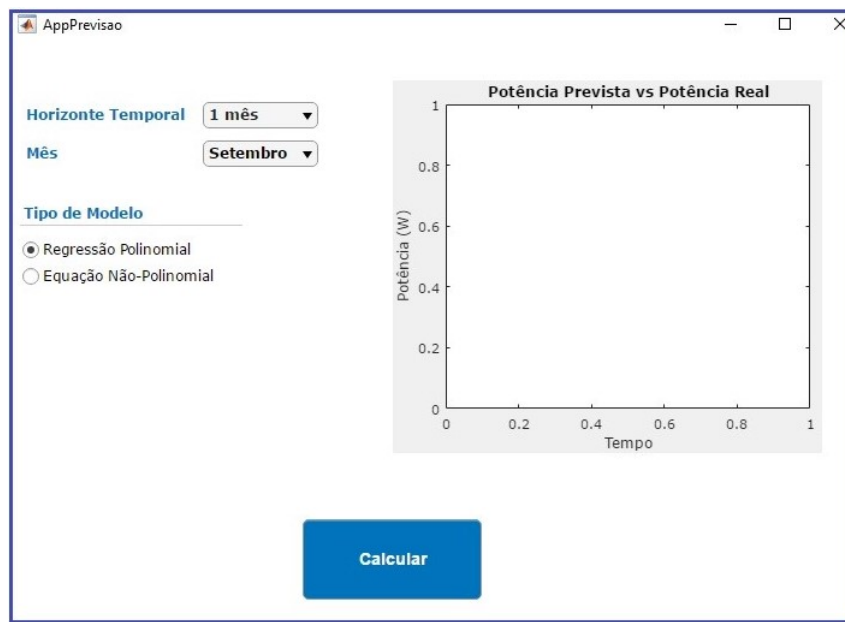 AppPrevisao
Horizonte Temporal
1 mês
Mês
Setembro
Tipo de Modelo
Regressão Polinomial
Equação Não-Polinomial
Potência Prevista vs Potência Real
Potência (W)
1
0.8
0.6
0.4
0.2
0
0 0.2 0.4 0.6 0.8 1
Tempo
Calcular